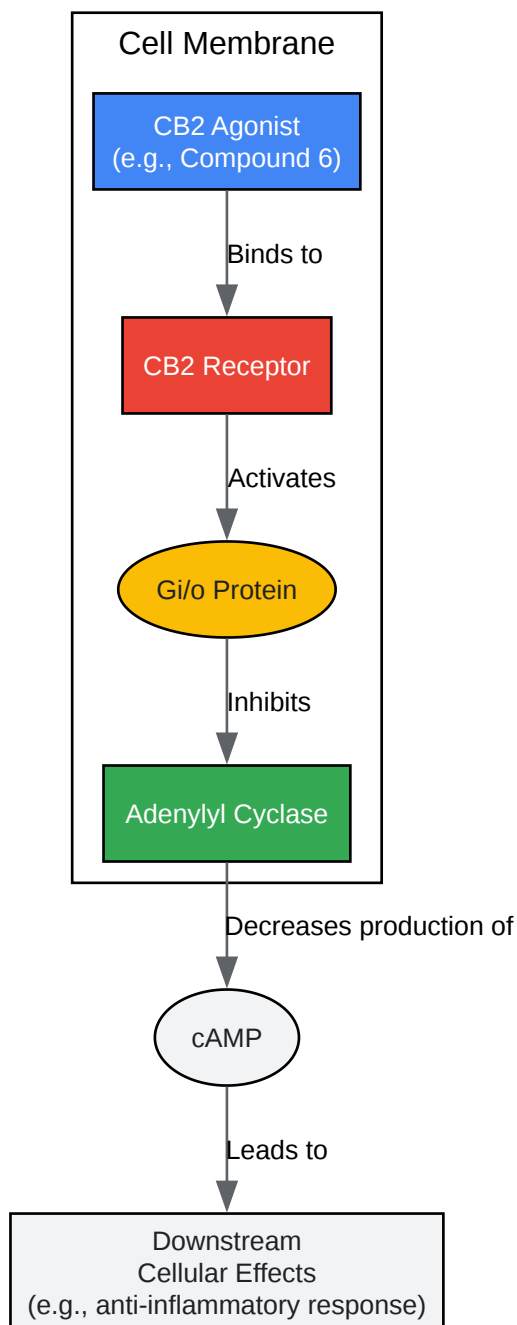 Cell Membrane
CB2 Agonist
(e.g., Compound 6)
Binds to
CB2 Receptor
Activates
Gi/o Protein
Inhibits
Adenylyl Cyclase
Decreases production of
cAMP
Leads to
Downstream
Cellular Effects
(e.g., anti-inflammatory response)